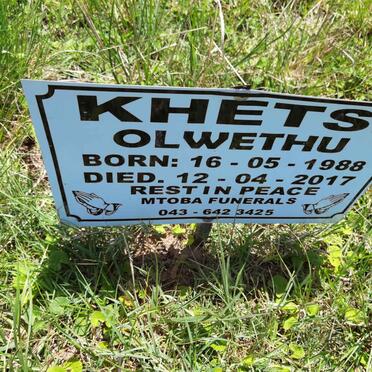 KHETS
OLWETHU
BORN: 16 - 05 - 1988
DIED. 12 - 04 - 2017
REST IN PEACE
MTOBA FUNERALS
043 - 642 3425